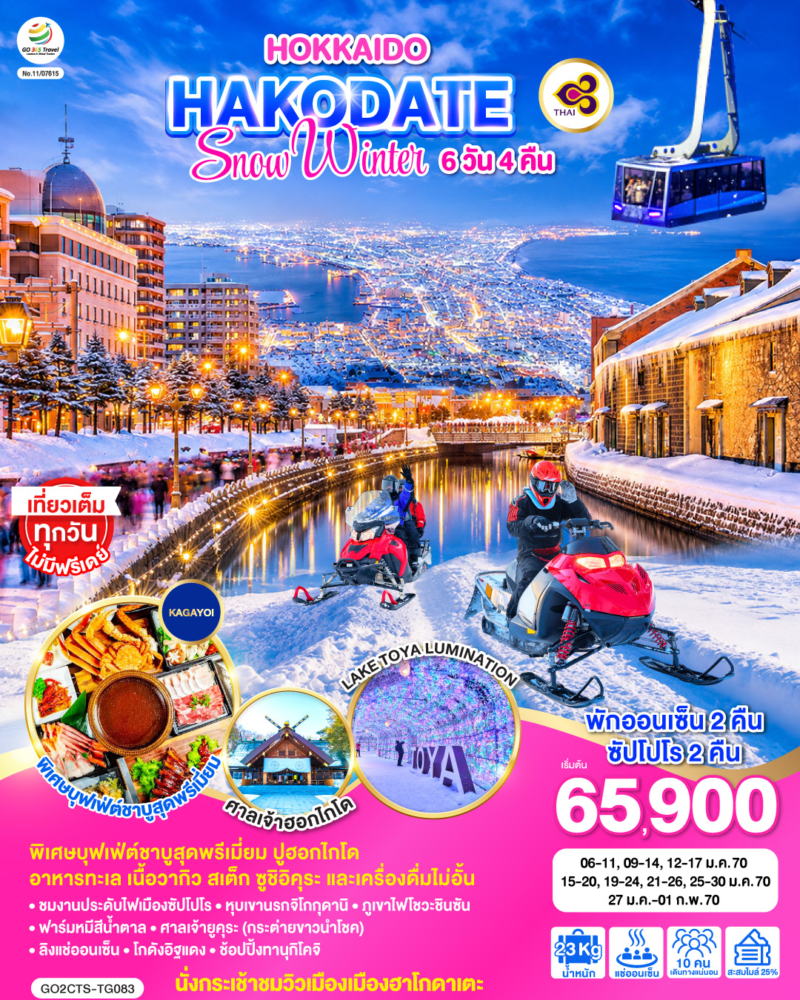 GO 365 Travel
Leaders in Global Tourism
No.11/07615
HOKKAIDO
HAKODATE
Snow Winter 6 วัน 4 คืน
THAI
เที่ยวเต็ม
ทุกวัน
ไม่มีฟรีเดย์
KAGAYOI
พิเศษบุฟเฟ่ต์ชาบูสุดพรีเมี่ยม
ศาลเจ้าฮอกไกโด
LAKE TOYA LUMINATION
TOYA
พักออนเซ็น 2 คืน
ซัปโปโร 2 คืน
เริ่มต้น
65,900
06-11, 09-14, 12-17 ม.ค.70
15-20, 19-24, 21-26, 25-30 ม.ค.70
27 ม.ค.-01 ก.พ.70
พิเศษบุฟเฟ่ต์ชาบูสุดพรีเมี่ยม ปูฮอกไกโด
อาหารทะเล เนื้อวากิว สเต็ก ซูชิอิคุระ และเครื่องดื่มไม่อั้น
• ชมงานประดับไฟเมืองซัปโปโร • หุบเขานรกจิโกกุดานิ • ภูเขาไฟโชวะชินซัน
• ฟาร์มหมีสีน้ำตาล • ศาลเจ้ายูคุระ (กระต่ายขาวนำโชค)
• ลิงแช่ออนเซ็น • โกดังอิฐแดง • ช้อปปิ้งทานุกิโคจิ
23 Kg
น้ำหนัก
แช่ออนเซ็น
10 คน
เดินทางแน่นอน
สะสมไมล์ 25%
GO2CTS-TG083
นั่งกระเช้าชมวิวเมืองเมืองฮาโกดาเตะ